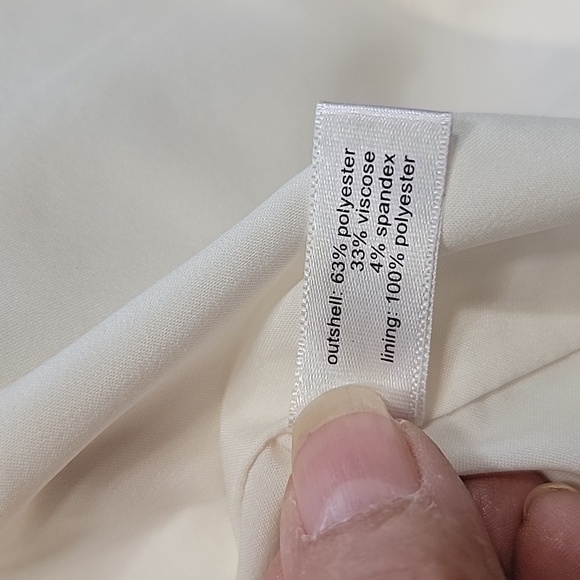 outshell: 63% polyester
33% viscose
4% spandex
lining: 100% polyester